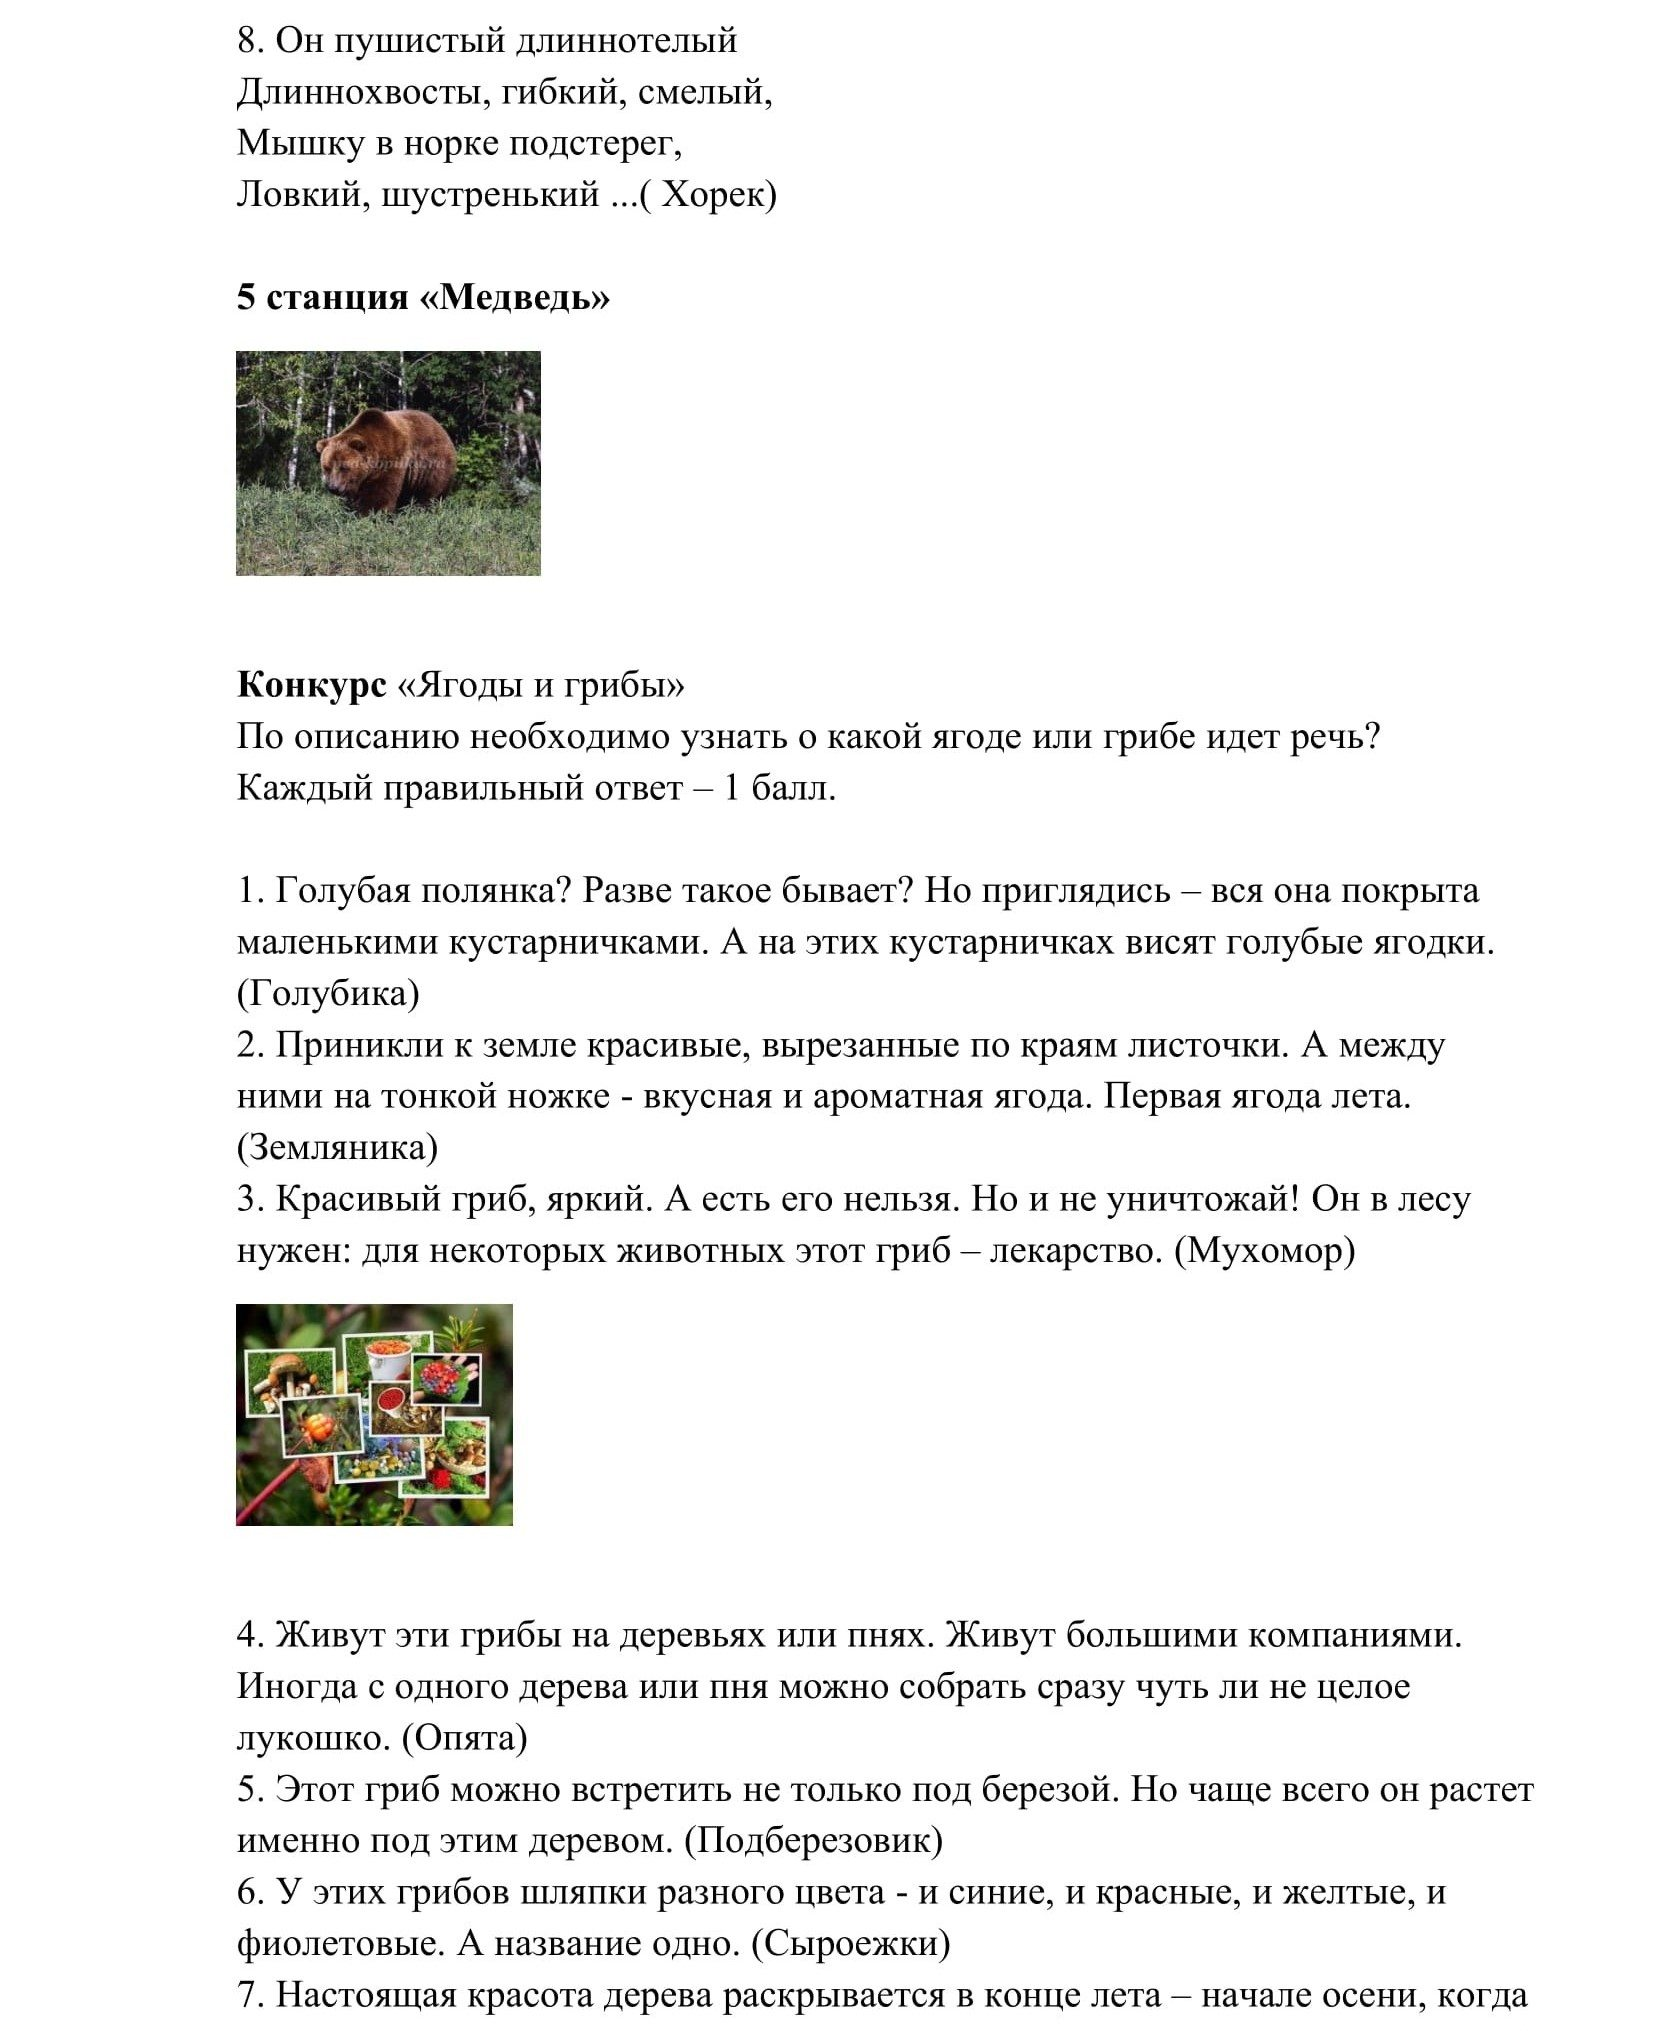 8. Он пушистый длиннотелый
Длиннохвосты, гибкий, смелый,
Мышку в норке подстерег,
Ловкий, шустренький ...( Хорек)
5 станция «Медведь»
Конкурс «Ягоды и грибы»
По описанию необходимо узнать о какой ягоде или грибе идет речь?
Каждый правильный ответ – 1 балл.
1. Голубая полянка? Разве такое бывает? Но приглядись – вся она покрыта
маленькими кустарничками. А на этих кустарничках висят голубые ягодки.
(Голубика)
2. Приникли к земле красивые, вырезанные по краям листочки. А между
ними на тонкой ножке - вкусная и ароматная ягода. Первая ягода лета.
(Земляника)
3. Красивый гриб, яркий. А есть его нельзя. Но и не уничтожай! Он в лесу
нужен: для некоторых животных этот гриб – лекарство. (Мухомор)
4. Живут эти грибы на деревьях или пнях. Живут большими компаниями.
Иногда с одного дерева или пня можно собрать сразу чуть ли не целое
лукошко. (Опята)
5. Этот гриб можно встретить не только под березой. Но чаще всего он растет
именно под этим деревом. (Подберезовик)
6. У этих грибов шляпки разного цвета - и синие, и красные, и желтые, и
фиолетовые. А название одно. (Сыроежки)
7. Настоящая красота дерева раскрывается в конце лета – начале осени, когда